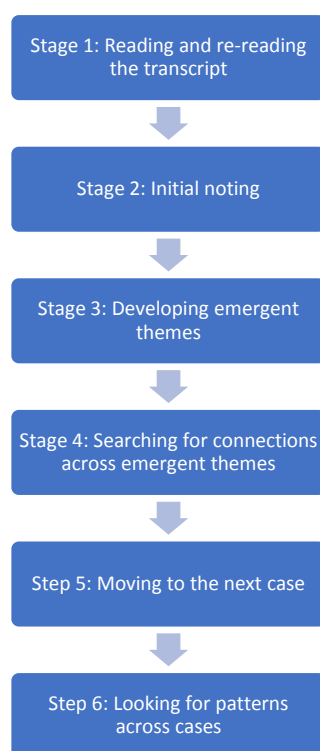 Stage 1: Reading and re-reading
the transcript
Stage 2: Initial noting
Stage 3: Developing emergent
themes
Stage 4: Searching for connections
across emergent themes
Step 5: Moving to the next case
Step 6: Looking for patterns
across cases